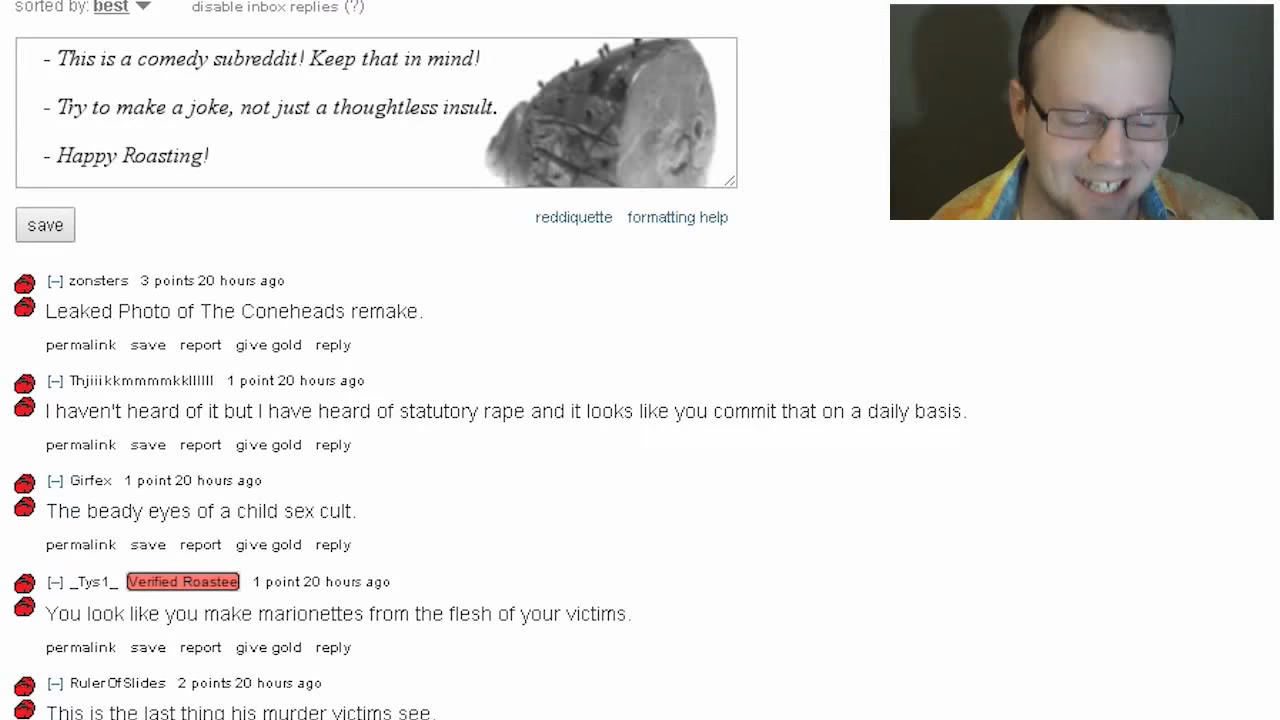 sorted by: best
disable inbox replies (?)
- This is a comedy subreddit! Keep that in mind!
- Try to make a joke, not just a thoughtless insult.
- Happy Roasting!
save
reddiquette formatting help
[–] zonsters 3 points 20 hours ago
Leaked Photo of The Coneheads remake.
permalink save report give gold reply
[–] Thjiiikkmmmmkkllllll 1 point 20 hours ago
I haven't heard of it but I have heard of statutory rape and it looks like you commit that on a daily basis.
permalink save report give gold reply
[–] Girfex 1 point 20 hours ago
The beady eyes of a child sex cult.
permalink save report give gold reply
[–] _Tys1_ Verified Roastee 1 point 20 hours ago
You look like you make marionettes from the flesh of your victims.
permalink save report give gold reply
[–] RulerOfSlides 2 points 20 hours ago
This is the last thing his murder victims see.